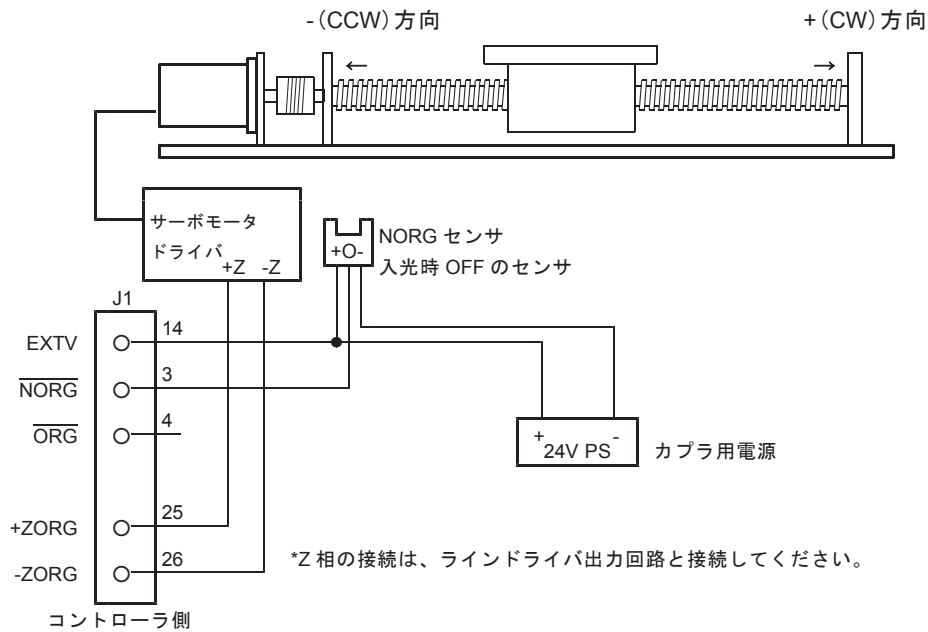 -(CCW)方向
+(CW)方向
←
→
サーボモータ
ドライバ
+Z -Z
NORG センサ
+O-
入光時 OFF のセンサ
J1
EXTV
14
NORG
3
ORG
4
+ 24V PS -
カプラ用電源
+ZORG
25
-ZORG
26
*Z 相の接続は、ラインドライバ出力回路と接続してください。
コントローラ側